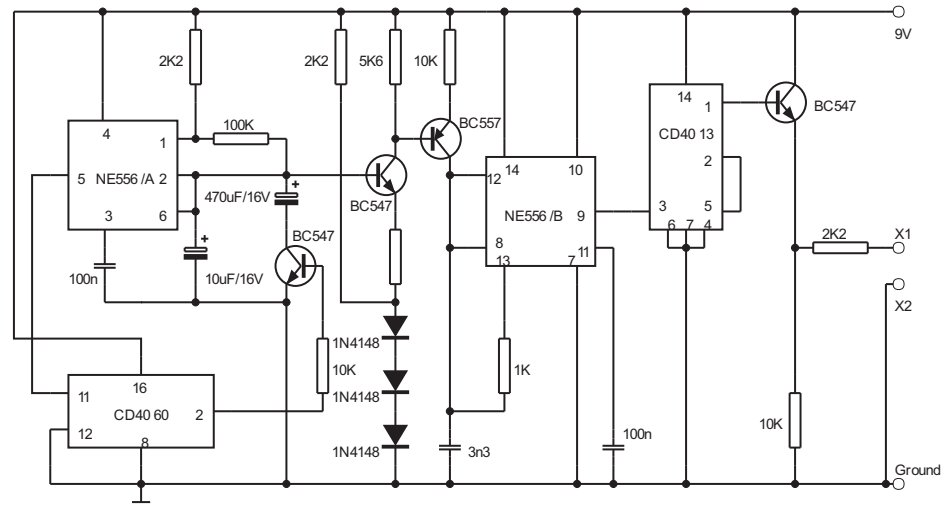 9V
2K2
2K2
5K6
10K
100K
BC557
BC547
4
1
5
NE556 /A
2
3
6
470uF/16V
+
BC547
BC547
+
10uF/16V
100n
14
10
12
NE556 /B
9
8
11
13
7
14
1
CD40 13
2
3
5
6
7
4
2K2
X1
X2
1N4148
1N4148
1N4148
10K
1K
16
11
CD40 60
2
12
8
3n3
100n
10K
Ground